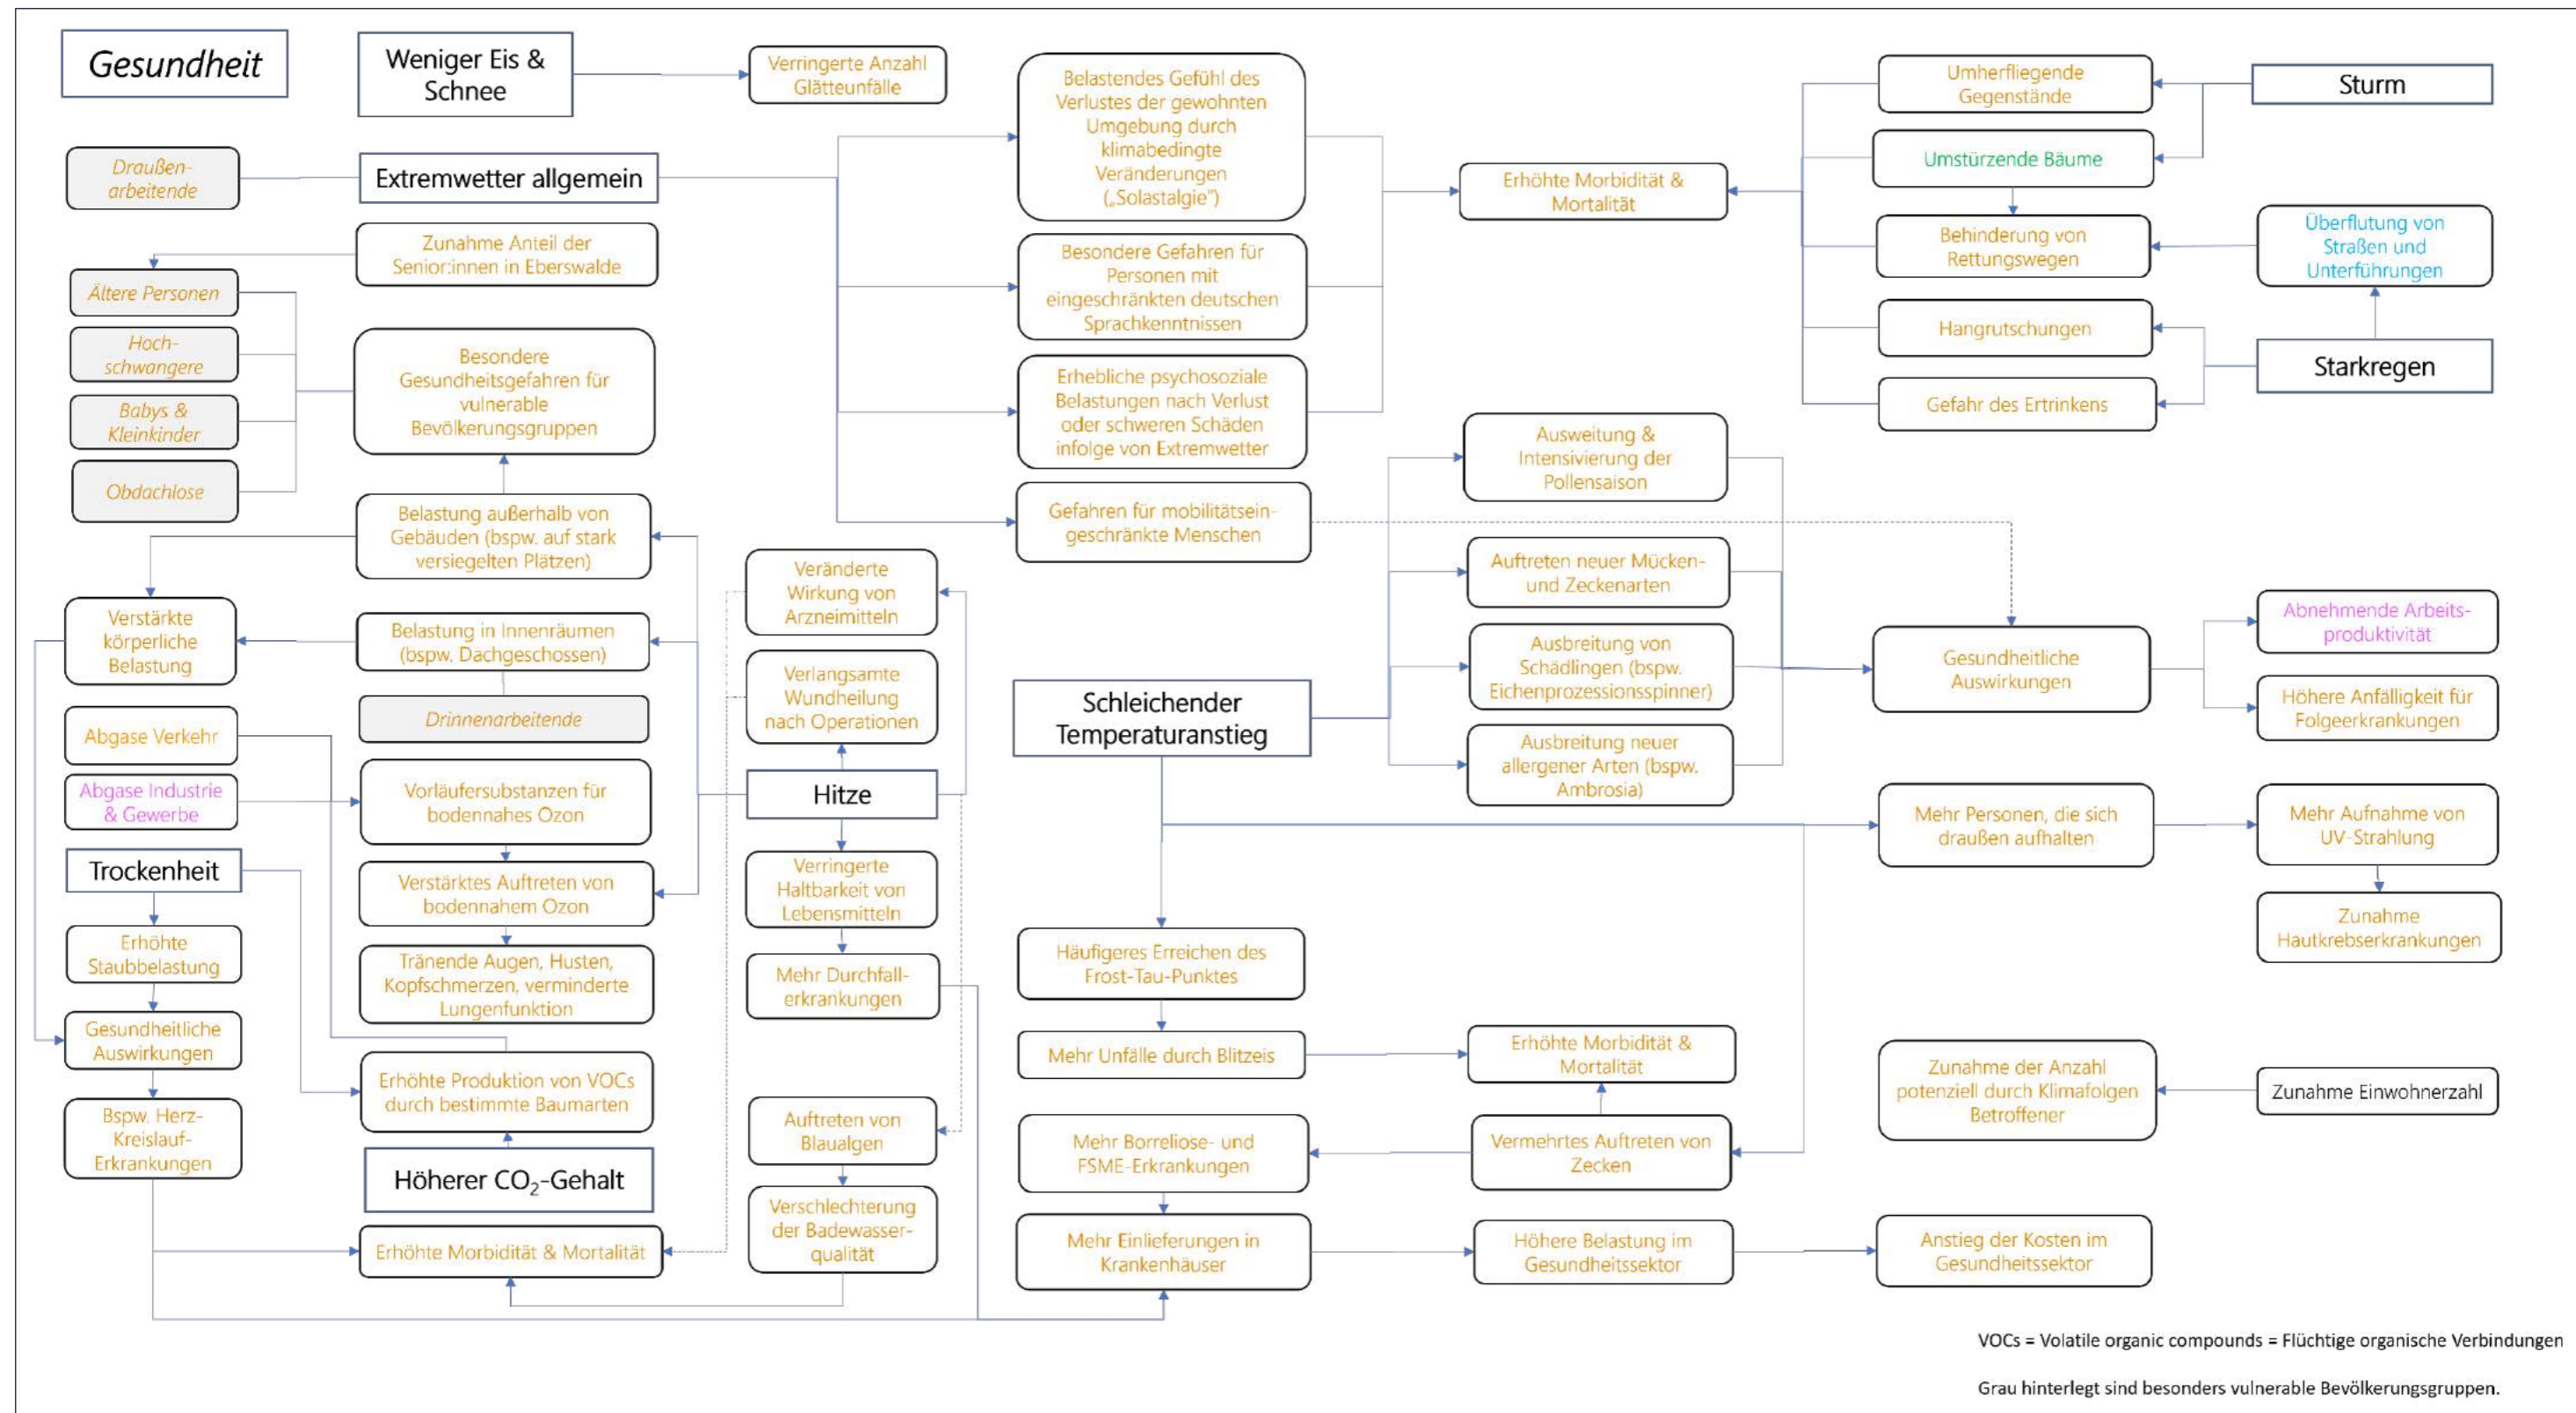 Gesundheit
Weniger Eis &
Schnee
Verringerte Anzahl
Glätteunfälle
Draußen-
arbeitende
Extremwetter allgemein
Zunahme Anteil der
Senior:innen in Eberswalde
Ältere Personen
Hoch-
schwangere
Babys &
Kleinkinder
Obdachlose
Besondere
Gesundheitsgefahren für
vulnerable
Bevölkerungsgruppen
Belastung außerhalb von
Gebäuden (bspw. auf stark
versiegelten Plätzen)
Verstärkte
körperliche
Belastung
Belastung in Innenräumen
(bspw. Dachgeschossen)
Drinnenarbeitende
Abgase Verkehr
Abgase Industrie
& Gewerbe
Vorläufersubstanzen für
bodennahes Ozon
Trockenheit
Verstärktes Auftreten von
bodennahem Ozon
Erhöhte
Staubbelastung
Tränende Augen, Husten,
Kopfschmerzen, verminderte
Lungenfunktion
Gesundheitliche
Auswirkungen
Erhöhte Produktion von VOCs
durch bestimmte Baumarten
Bspw. Herz-
Kreislauf-
Erkrankungen
Höherer CO₂-Gehalt
Erhöhte Morbidität & Mortalität
Veränderte
Wirkung von
Arzneimitteln
Verlangsamte
Wundheilung
nach Operationen
Hitze
Verringerte
Haltbarkeit von
Lebensmitteln
Mehr Durchfall-
erkrankungen
Auftreten von
Blaualgen
Verschlechterung
der Badewasser-
qualität
Belastendes Gefühl des
Verlustes der gewohnten
Umgebung durch
klimabedingte
Veränderungen
(„Solastalgie")
Besondere Gefahren für
Personen mit
eingeschränkten deutschen
Sprachkenntnissen
Erhebliche psychosoziale
Belastungen nach Verlust
oder schweren Schäden
infolge von Extremwetter
Gefahren für mobilitätsein-
geschränkte Menschen
Erhöhte Morbidität &
Mortalität
Umherfliegende
Gegenstände
Sturm
Umstürzende Bäume
Behinderung von
Rettungswegen
Überflutung von
Straßen und
Unterführungen
Hangrutschungen
Starkregen
Gefahr des Ertrinkens
Ausweitung &
Intensivierung der
Pollensaison
Auftreten neuer Mücken-
und Zeckenarten
Ausbreitung von
Schädlingen (bspw.
Eichenprozessionsspinner)
Schleichender
Temperaturanstieg
Ausbreitung neuer
allergener Arten (bspw.
Ambrosia)
Gesundheitliche
Auswirkungen
Abnehmende Arbeits-
produktivität
Höhere Anfälligkeit für
Folgeerkrankungen
Mehr Personen, die sich
draußen aufhalten
Mehr Aufnahme von
UV-Strahlung
Zunahme
Hautkrebserkrankungen
Häufigeres Erreichen des
Frost-Tau-Punktes
Mehr Unfälle durch Blitzeis
Erhöhte Morbidität &
Mortalität
Mehr Borreliose- und
FSME-Erkrankungen
Vermehrtes Auftreten von
Zecken
Zunahme der Anzahl
potenziell durch Klimafolgen
Betroffener
Zunahme Einwohnerzahl
Mehr Einlieferungen in
Krankenhäuser
Höhere Belastung im
Gesundheitssektor
Anstieg der Kosten im
Gesundheitssektor
VOCs = Volatile organic compounds = Flüchtige organische Verbindungen
Grau hinterlegt sind besonders vulnerable Bevölkerungsgruppen.